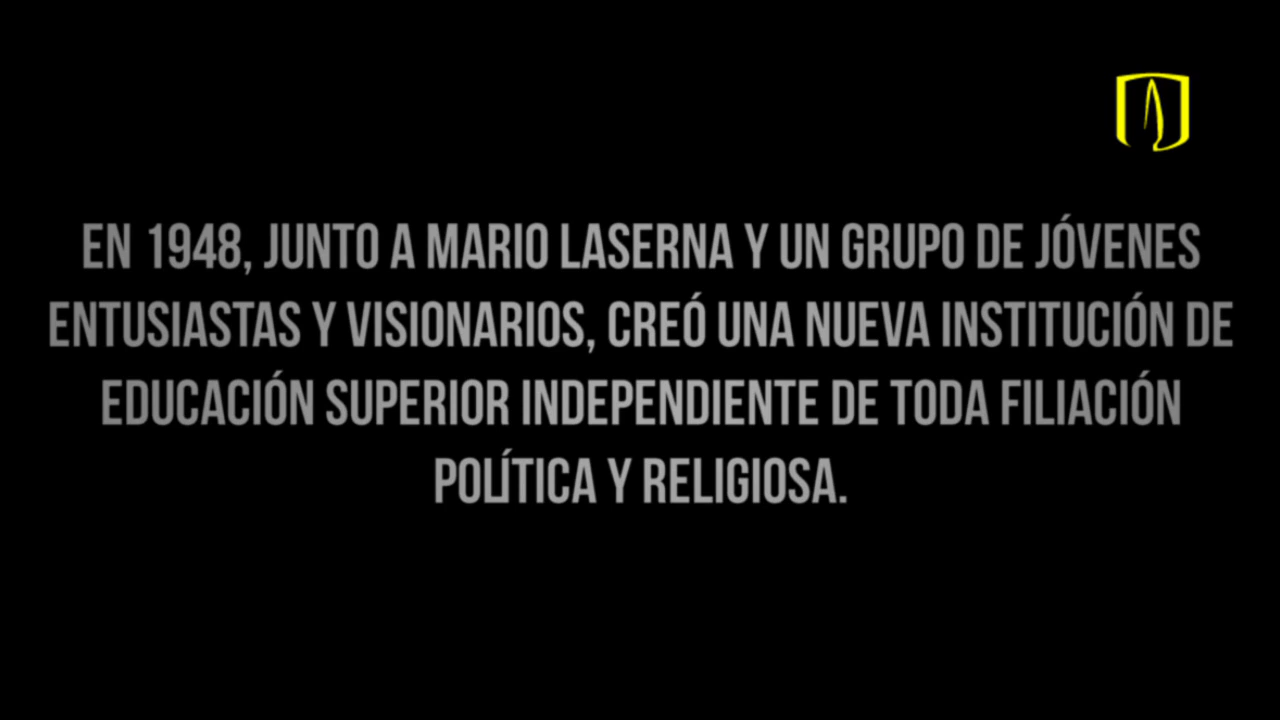 EN 1948, JUNTO A MARIO LASERNA Y UN GRUPO DE JÓVENES
ENTUSIASTAS Y VISIONARIOS, CREÓ UNA NUEVA INSTITUCIÓN DE
EDUCACIÓN SUPERIOR INDEPENDIENTE DE TODA FILIACIÓN
POLÍTICA Y RELIGIOSA.